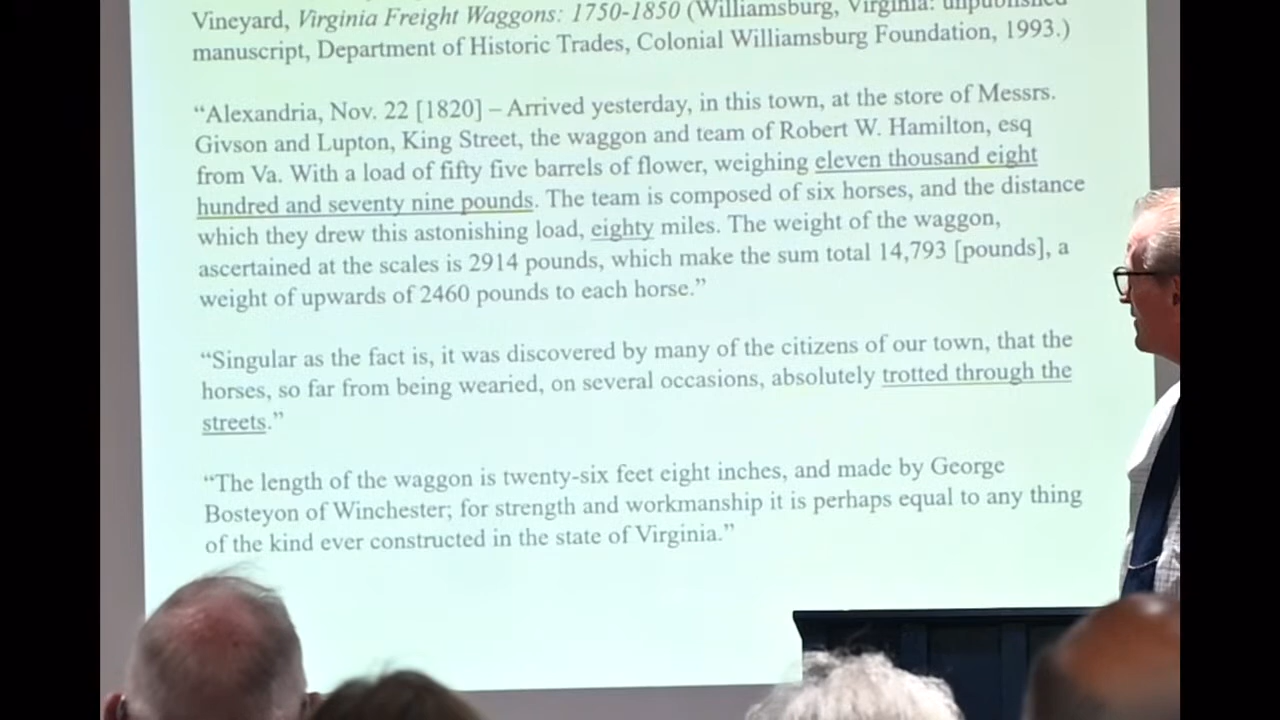 Vineyard, Virginia Freight Waggons: 1750-1850 (Williamsburg, Virginia: unpublished
manuscript, Department of Historic Trades, Colonial Williamsburg Foundation, 1993.)
“Alexandria, Nov. 22 [1820] – Arrived yesterday, in this town, at the store of Messrs.
Givson and Lupton, King Street, the waggon and team of Robert W. Hamilton, esq
from Va. With a load of fifty five barrels of flower, weighing eleven thousand eight
hundred and seventy nine pounds. The team is composed of six horses, and the distance
which they drew this astonishing load, eighty miles. The weight of the waggon,
ascertained at the scales is 2914 pounds, which make the sum total 14,793 [pounds], a
weight of upwards of 2460 pounds to each horse.”
“Singular as the fact is, it was discovered by many of the citizens of our town, that the
horses, so far from being wearied, on several occasions, absolutely trotted through the
streets.”
“The length of the waggon is twenty-six feet eight inches, and made by George
Bosteyon of Winchester; for strength and workmanship it is perhaps equal to any thing
of the kind ever constructed in the state of Virginia.”